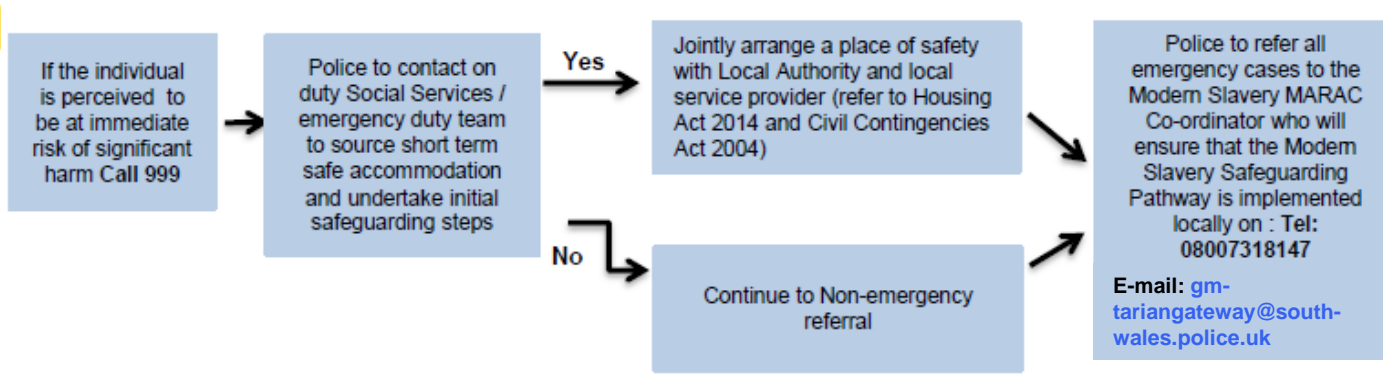 If the individual
is perceived to
be at immediate
risk of significant
harm Call 999
Police to contact on
duty Social Services /
emergency duty team
to source short term
safe accommodation
and undertake initial
safeguarding steps
Yes
Jointly arrange a place of safety
with Local Authority and local
service provider (refer to Housing
Act 2014 and Civil Contingencies
Act 2004)
No
Continue to Non-emergency
referral
Police to refer all
emergency cases to the
Modern Slavery MARAC
Co-ordinator who will
ensure that the Modern
Slavery Safeguarding
Pathway is implemented
locally on : Tel:
08007318147
E-mail: gm-
tariangateway@south-
wales.police.uk